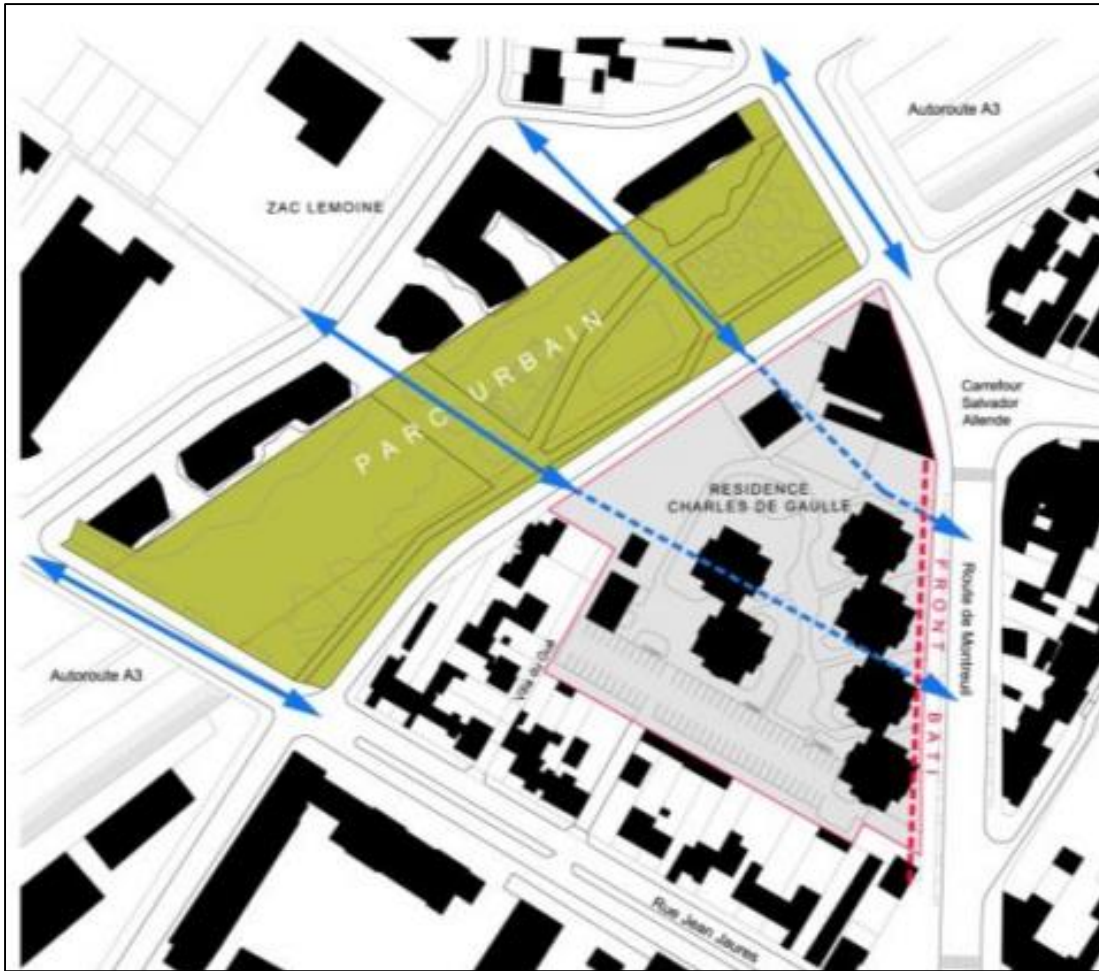 Autoroute A3
ZAC LEMOINE
PARC URBAIN
Carrefour
Salvador
Allende
RESIDENCE
CHARLES DE GAULLE
FRONT BATI
Route de Montreuil
Autoroute A3
Rue Jean Jaures